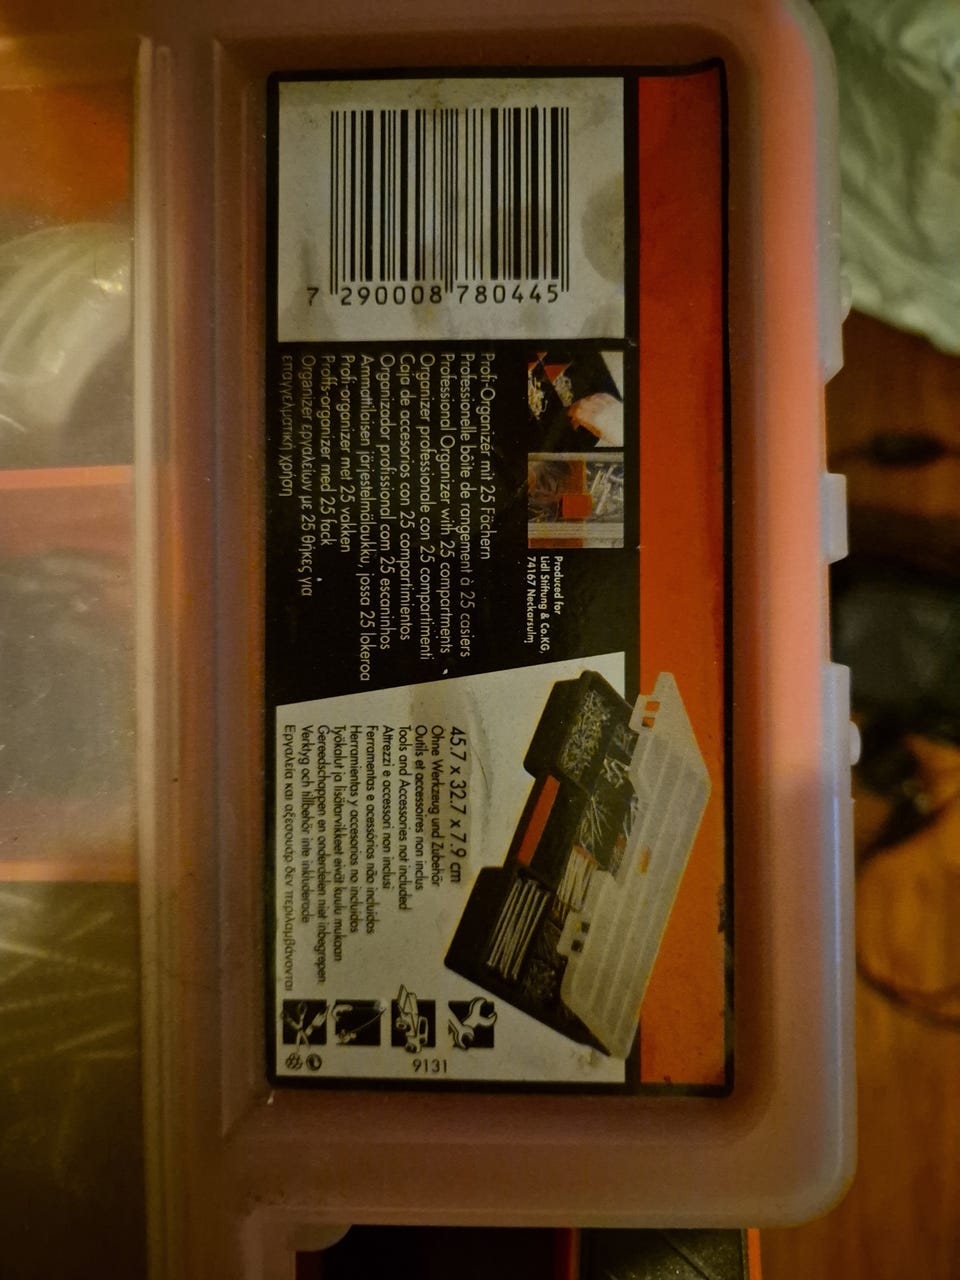 7 290008 780445
Produced for
Lidl Stiftung & Co.KG,
74167 Neckarsulm
Profi-Organizer mit 25 Fächern
Professionelle boîte de rangement à 25 casiers
Professional Organizer with 25 compartments
Organizer professionale con 25 compartimenti
Caja de accesorios con 25 compartimientos
Organizador profissional com 25 escaninhos
Ammattilaisen järjestelmälaukku, jossa 25 lokeroa
Profi-organizer met 25 vakken
Proffs-organizer med 25 fack
Organizer εργαλείων με 25 θήκες για
επαγγελματική χρήση
45.7 x 32.7 x 7.9 cm
Ohne Werkzeug und Zubehör
Outils et accessoires non inclus
Tools and Accessories not included
Attrezzi e accessori non inclusi
Ferramentas e acessórios não incluídos
Herramientas y accesorios no incluidos
Työkalut ja lisätarvikkeet eivät kuulu mukaan
Gereedschappen en onderdelen niet inbegrepen
Verktyg och tillbehör inte inkluderade
Εργαλεία και αξεσουάρ δεν περιλαμβάνονται
9131